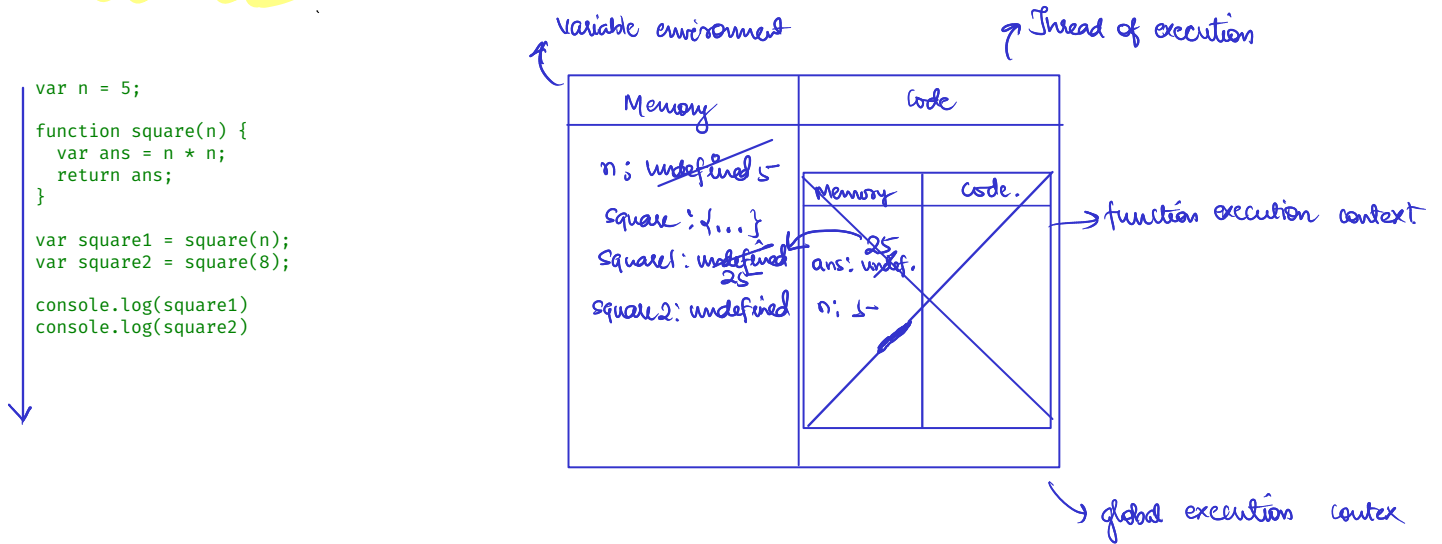 var n = 5;
function square(n) {
var ans = n * n;
return ans;
}
var square1 = square(n);
var square2 = square(8);
console.log(square1)
console.log(square2)
variable environment
Thread of execution
Memory
Code
n: undefined 5
square: {...}
square1: undefined
25
square2: undefined
Memory
Code.
25
ans: undef.
n: 5
function execution context
global execution contex